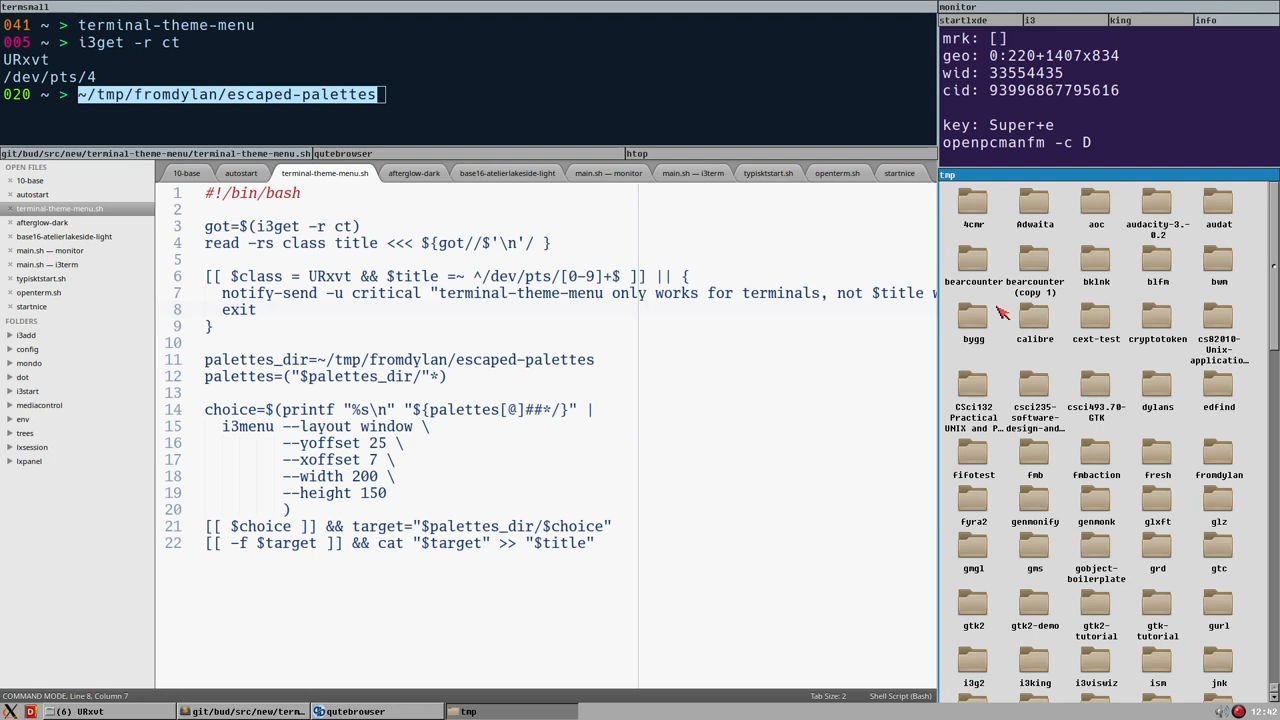 termsmall
041 ~ > terminal-theme-menu
005 ~ > i3get -r ct
URxvt
/dev/pts/4
020 ~ > ~/tmp/fromdylan/escaped-palettes
monitor
startlxde i3 king info
mrk: []
geo: 0:220+1407x834
wid: 33554435
cid: 93996867795616
key: Super+e
openpcmanfm -c D
git/bud/src/new/terminal-theme-menu/terminal-theme-menu.sh qutebrowser htop
OPEN FILES
10-base
autostart
terminal-theme-menu.sh
afterglow-dark
base16-atelierlakeside-light
main.sh — monitor
main.sh — i3term
typisktstart.sh
openterm.sh
startnice
FOLDERS
i3add
config
mondo
dot
i3start
mediacontrol
env
trees
lxsession
lxpanel
10-base autostart terminal-theme-menu.sh afterglow-dark base16-atelierlakeside-light main.sh — monitor main.sh — i3term typisktstart.sh openterm.sh startnice
1 #!/bin/bash
2
3 got=$(i3get -r ct)
4 read -rs class title <<< ${got//$'\n'/ }
5
6 [[ $class = URxvt && $title =~ ^/dev/pts/[0-9]+$ ]] || {
7 notify-send -u critical "terminal-theme-menu only works for terminals, not $title w
8 exit
9 }
10
11 palettes_dir=~/tmp/fromdylan/escaped-palettes
12 palettes=("$palettes_dir/"*)
13
14 choice=$(printf "%s\n" "${palettes[@]##*/}" |
15 i3menu --layout window \
16 --yoffset 25 \
17 --xoffset 7 \
18 --width 200 \
19 --height 150
20 )
21 [[ $choice ]] && target="$palettes_dir/$choice"
22 [[ -f $target ]] && cat "$target" >> "$title"
COMMAND MODE, Line 8, Column 7 Tab Size: 2 Shell Script (Bash)
tmp
4cmr Adwaita aoc audacity-3.-0.2 audat
bearcounter bearcounter (copy 1) bklnk blfm bwm
bygg calibre cext-test cryptotoken cs82010-Unix-applicatio…
CSci132 Practical UNIX and P… csci235-software-design-and… csci493.70-GTK dylans edfind
fifotest fmb fmbaction fresh fromdylan
fyra2 genmonify genmonk glxft glz
gmgl gms gobject-boilerplate grd gtc
gtk2 gtk2-demo gtk2-tutorial gtk-tutorial gurl
i3g2 i3king i3viswiz ism jnk
(6) URxvt git/bud/src/new/term… qutebrowser tmp 12:42